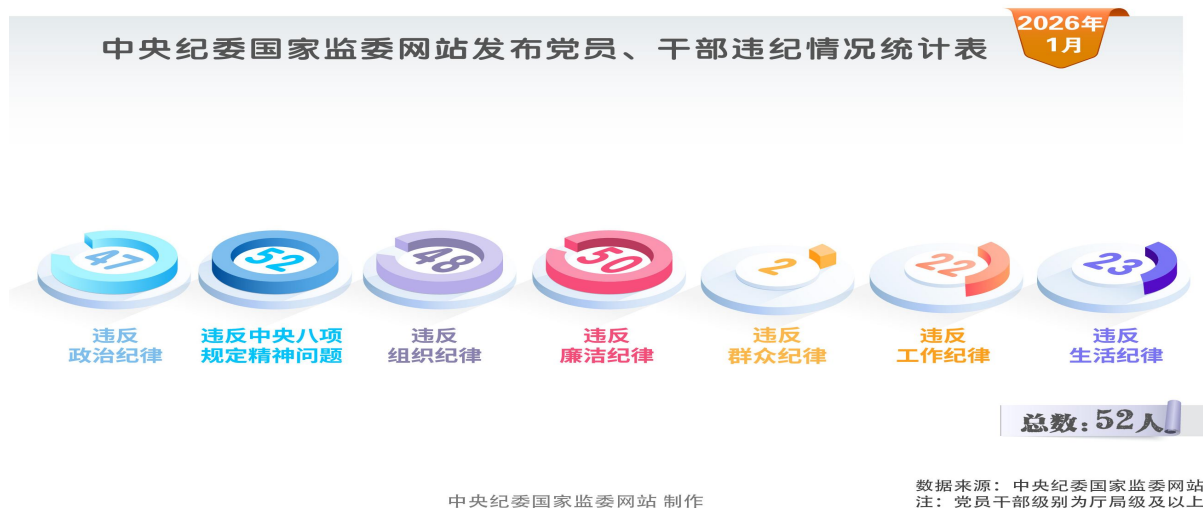 中央纪委国家监委网站发布党员、干部违纪情况统计表
2026年
1月
47
52
48
50
2
22
23
违反
政治纪律
违反中央八项
规定精神问题
违反
组织纪律
违反
廉洁纪律
违反
群众纪律
违反
工作纪律
违反
生活纪律
总数:52人
中央纪委国家监委网站 制作
数据来源：中央纪委国家监委网站
注：党员干部级别为厅局级及以上